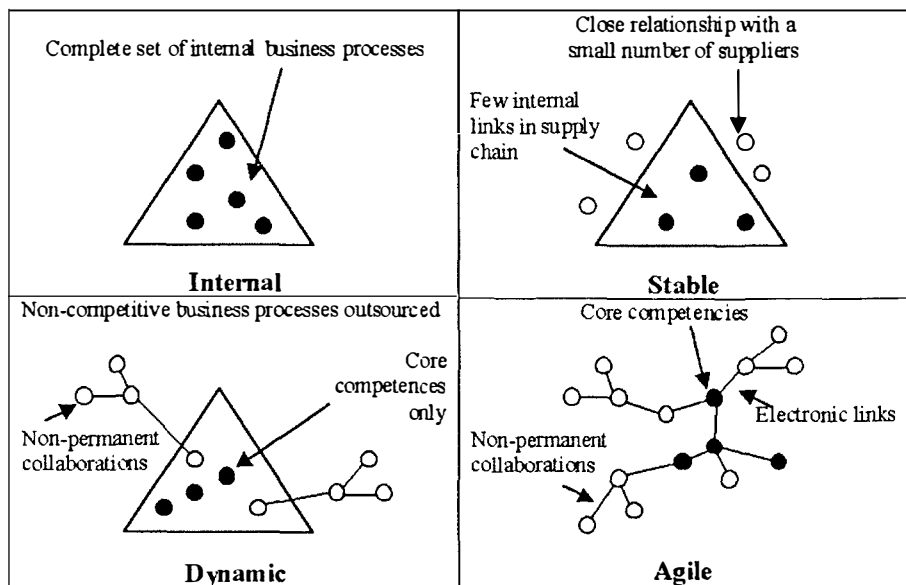 Complete set of internal business processes
Internal
Close relationship with a
small number of suppliers
Few internal
links in supply
chain
Stable
Non-competitive business processes outsourced
Core
competences
only
Non-permanent
collaborations
Dynamic
Core competencies
Electronic links
Non-permanent
collaborations
Agile